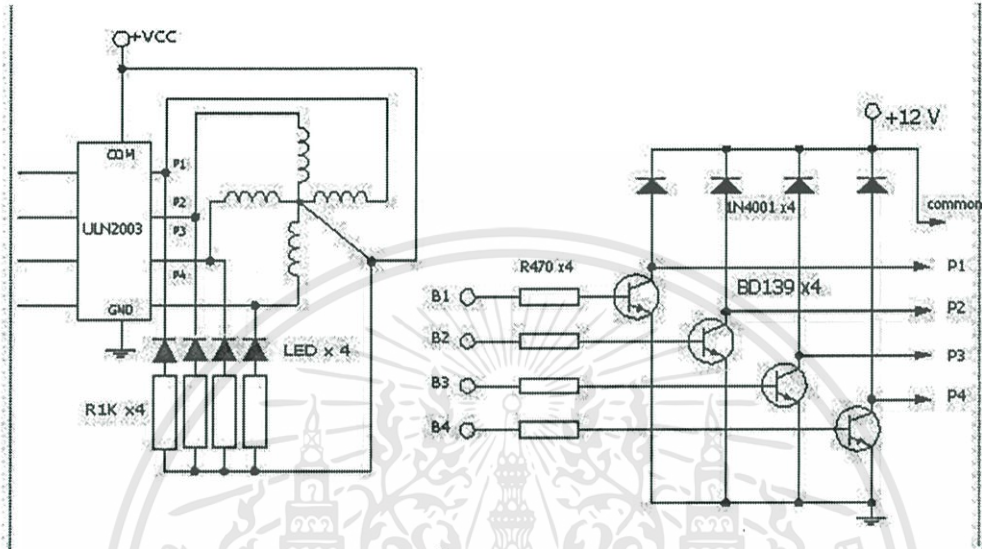 +VCC
COM
P1
P2
ULN2003
P3
P4
GND
LED x 4
R1K x4
+12 V
1N4001 x4
common
R470 x4
P1
B1
BD139 x4
P2
B2
P3
B3
P4
B4